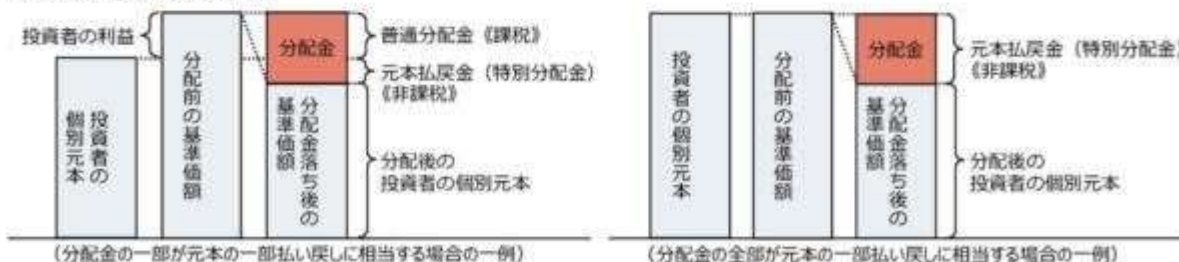 投資者の利益
投資者の
個別元本
分配前の基準価額
分配金
分配金落ち後の
基準価額
普通分配金《課税》
元本払戻金（特別分配金）
《非課税》
分配後の
投資者の個別元本
（分配金の一部が元本の一部払い戻しに相当する場合の一例）
投資者の個別元本
分配前の基準価額
分配金
分配金落ち後の
基準価額
元本払戻金（特別分配金）
《非課税》
分配後の
投資者の個別元本
（分配金の全部が元本の一部払い戻しに相当する場合の一例）